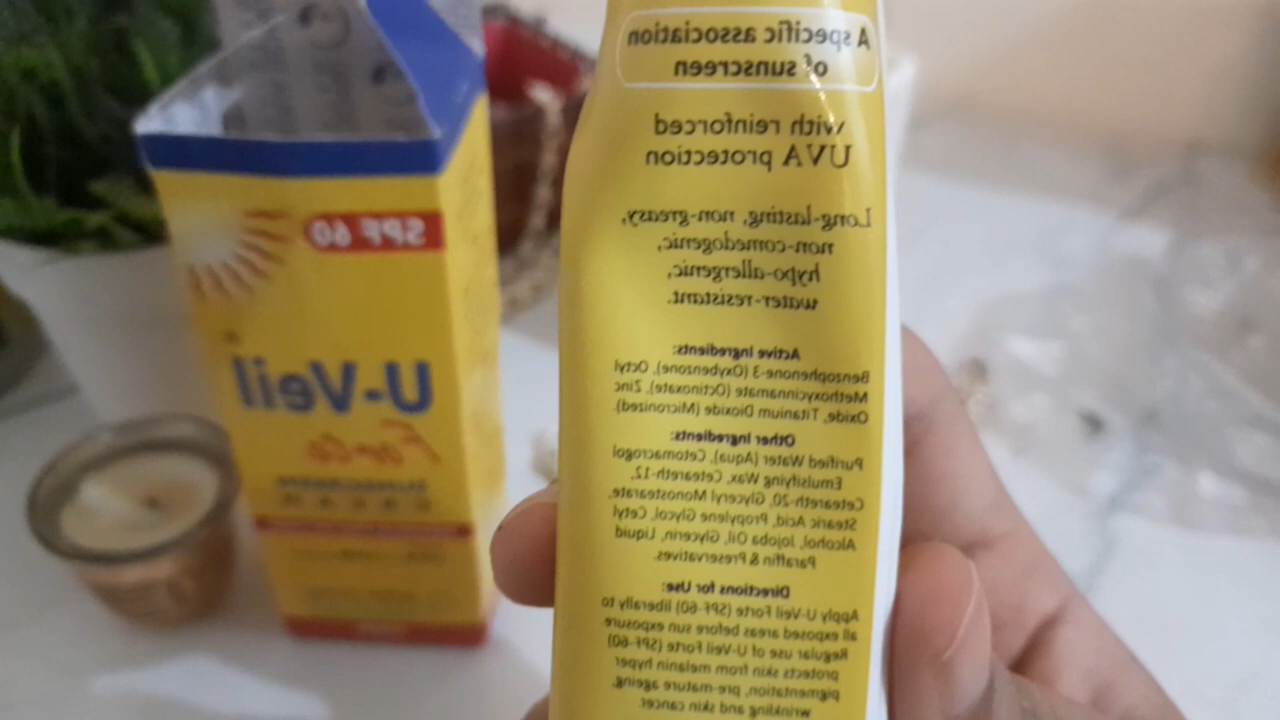 SPF 60
U-Veil
Forte
SUNSCREEN
CREAM
A specific association
of sunscreen
with reinforced
UVA protection
Long-lasting, non-greasy,
non-comedogenic,
hypo-allergenic,
water-resistant.
Active Ingredients:
Benzophenone-3 (Oxybenzone), Octyl
Methoxycinnamate (Octinoxate), Zinc
Oxide, Titanium Dioxide (Micronized).
Other Ingredients:
Purified Water (Aqua), Cetomacrogol
Emulsifying Wax, Ceteareth-12,
Ceteareth-20, Glyceryl Monostearate,
Stearic Acid, Propylene Glycol, Cetyl
Alcohol, Jojoba Oil, Glycerin, Liquid
Paraffin & Preservatives.
Directions for Use:
Apply U-Veil Forte (SPF-60) liberally to
all exposed areas before sun exposure
Regular use of U-Veil Forte (SPF-60)
protects skin from melanin hyper
pigmentation, pre-mature ageing,
wrinkling and skin cancer.